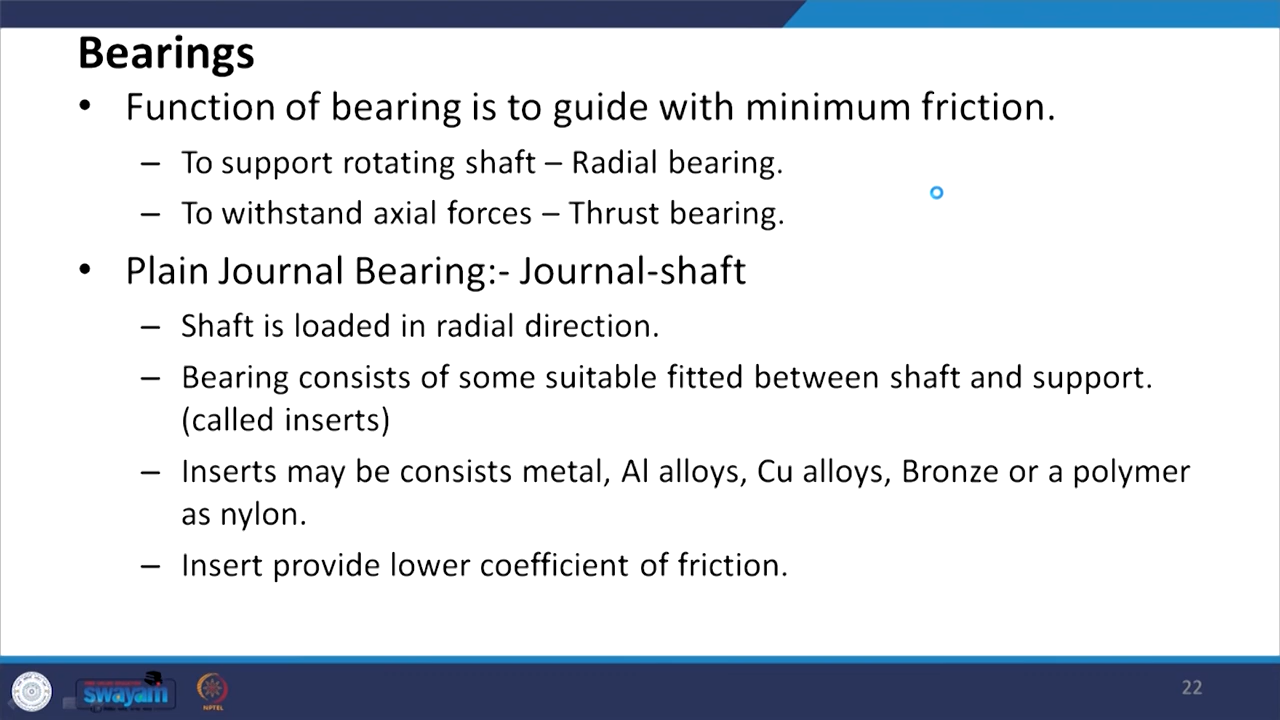 Bearings
• Function of bearing is to guide with minimum friction.
– To support rotating shaft – Radial bearing.
– To withstand axial forces – Thrust bearing.
• Plain Journal Bearing:- Journal-shaft
– Shaft is loaded in radial direction.
– Bearing consists of some suitable fitted between shaft and support.
(called inserts)
– Inserts may be consists metal, Al alloys, Cu alloys, Bronze or a polymer
as nylon.
– Insert provide lower coefficient of friction.
swayam
NPTEL
22